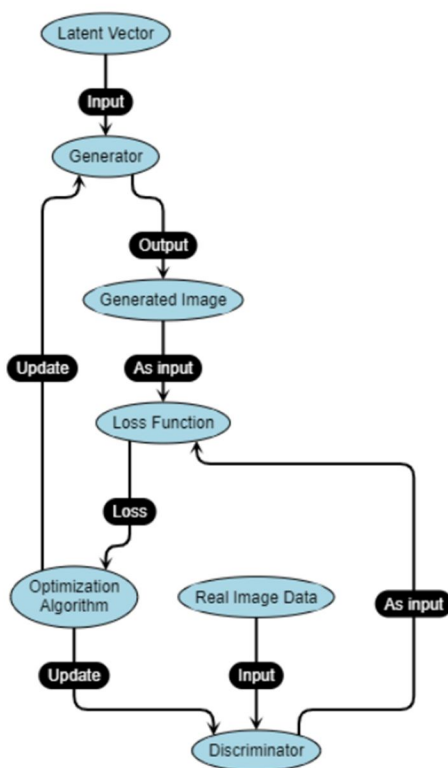 Latent Vector
Input
Generator
Output
Generated Image
Update
As input
Loss Function
Loss
Optimization
Algorithm
Real Image Data
As input
Update
Input
Discriminator